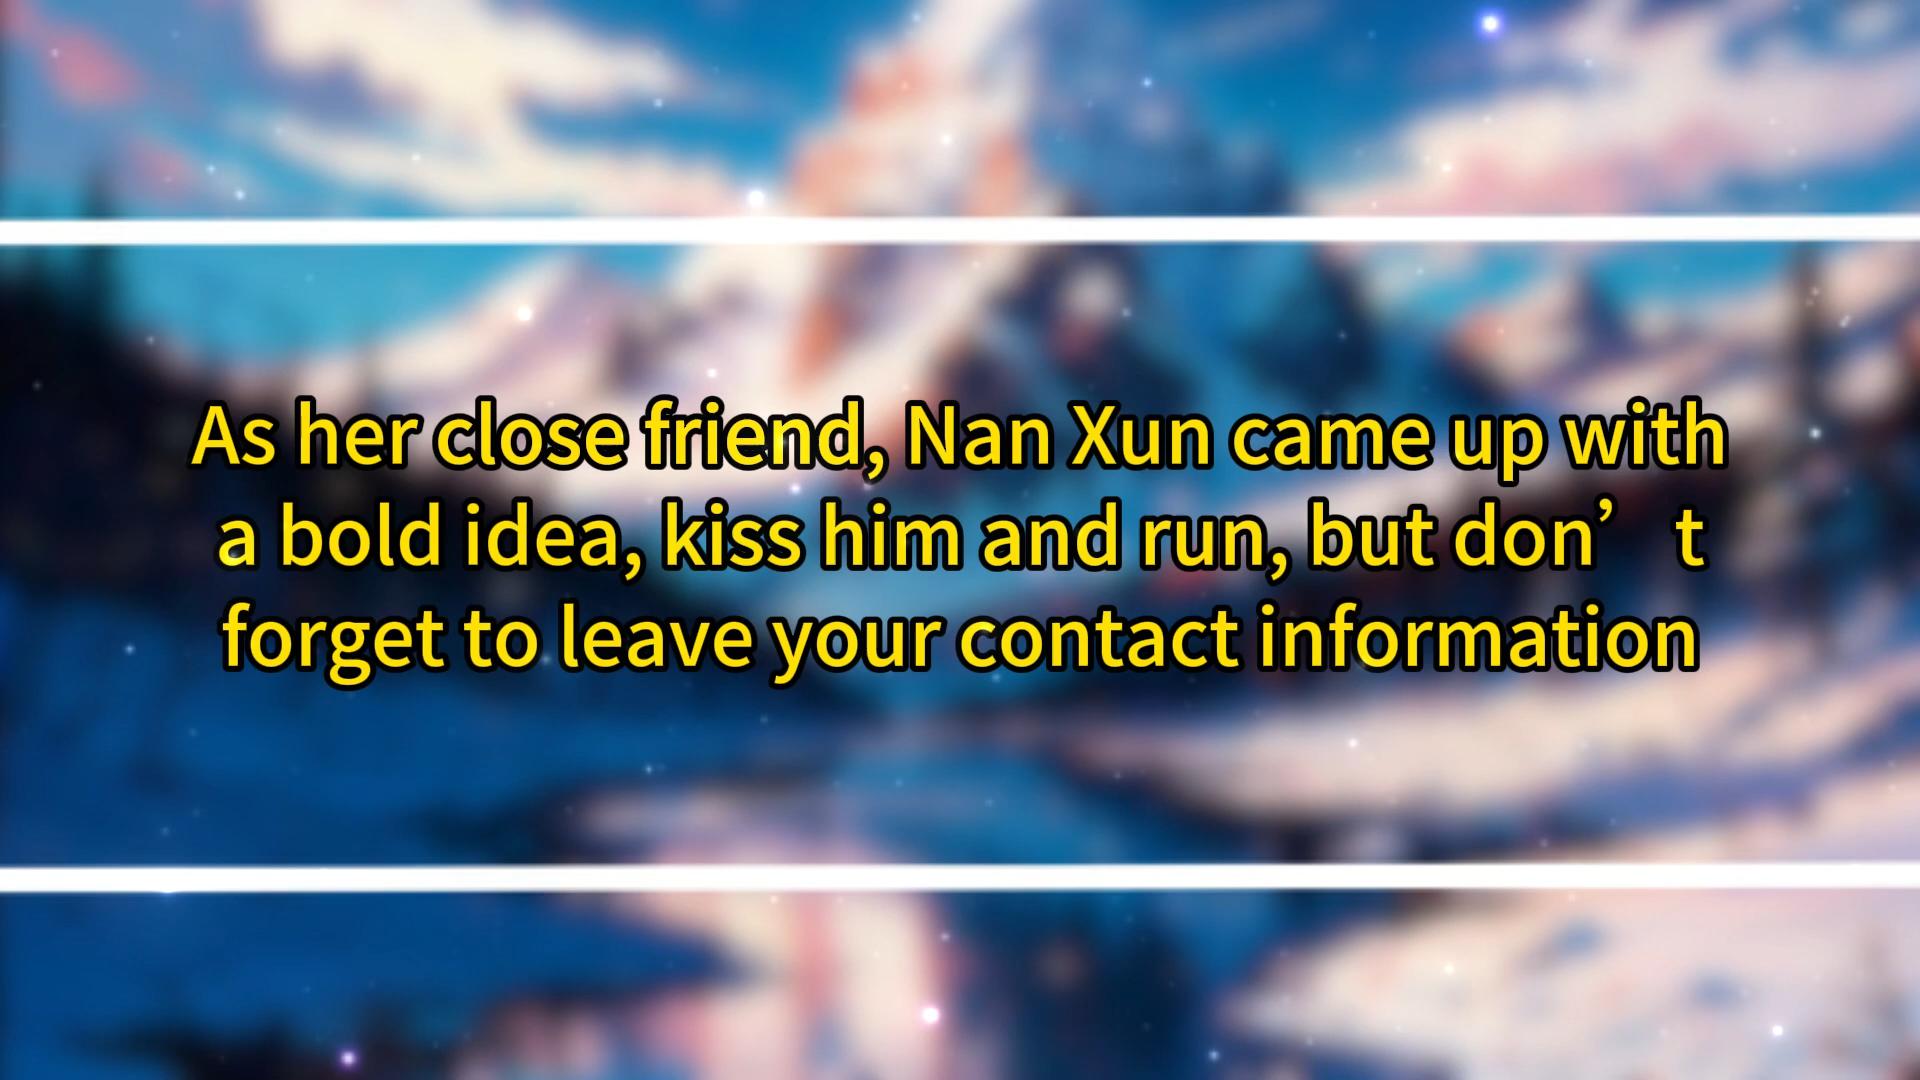 As her close friend, Nan Xun came up with
a bold idea, kiss him and run, but don’t
forget to leave your contact information